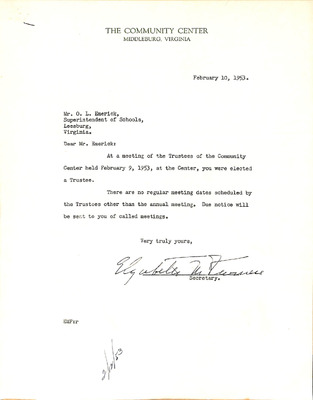 THE COMMUNITY CENTER
MIDDLEBURG, VIRGINIA
February 10, 1953.
Mr. O. L. Emerick,
Superintendent of Schools,
Leesburg,
Virginia.
Dear Mr. Emerick:
At a meeting of the Trustees of the Community
Center held February 9, 1953, at the Center, you were elected
a Trustee.
There are no regular meeting dates scheduled by
the Trustees other than the annual meeting. Due notice will
be sent to you of called meetings.
Very truly yours,
Elizabeth M.
Secretary.